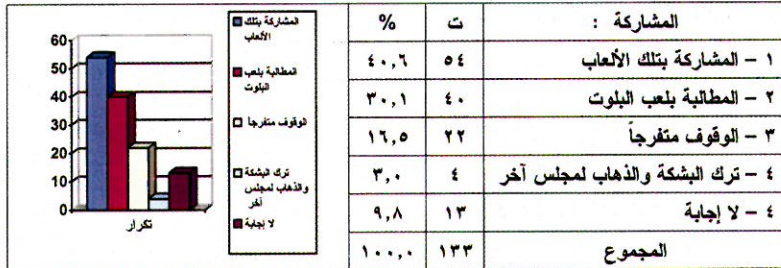 المشاركة : ت %
١ – المشاركة بتلك الألعاب ٥٤ ٤٠,٦
٢ – المطالبة بلعب البلوت ٤٠ ٣٠,١
٣ – الوقوف متفرجاً ٢٢ ١٦,٥
٤ – ترك البشكة والذهاب لمجلس آخر ٤ ٣,٠
٤ – لا إجابة ١٣ ٩,٨
المجموع ١٣٣ ١٠٠,٠
المشاركة بتلك
الألعاب
المطالبة بلعب
البلوت
الوقوف متفرجاً
ترك البشكة
والذهاب لمجلس
آخر
لا إجابة
60
50
40
30
20
10
0
تكرار